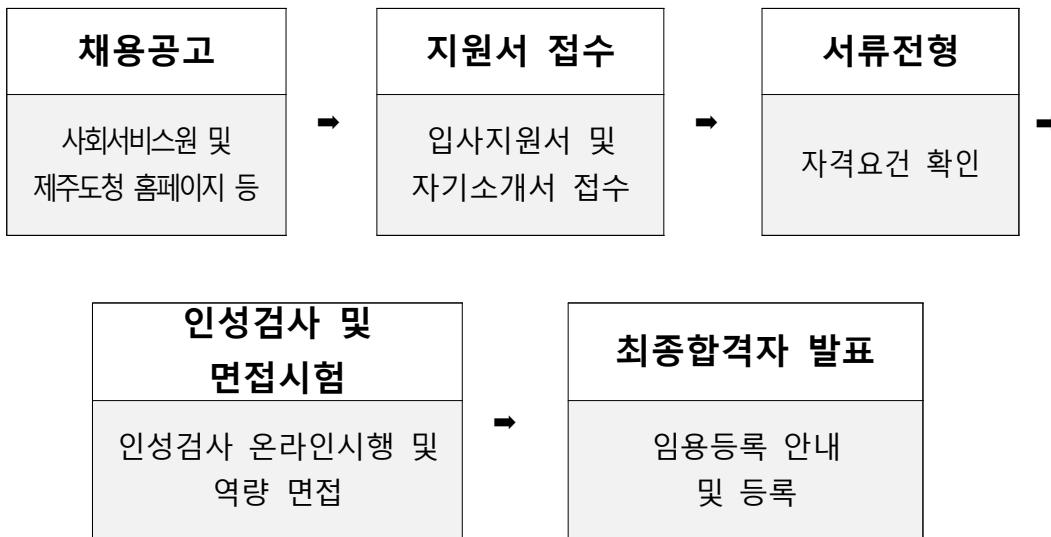 채용공고
사회서비스원 및
제주도청 홈페이지 등
➡
지원서 접수
입사지원서 및
자기소개서 접수
➡
서류전형
자격요건 확인
➡
인성검사 및
면접시험
인성검사 온라인시행 및
역량 면접
➡
최종합격자 발표
임용등록 안내
및 등록